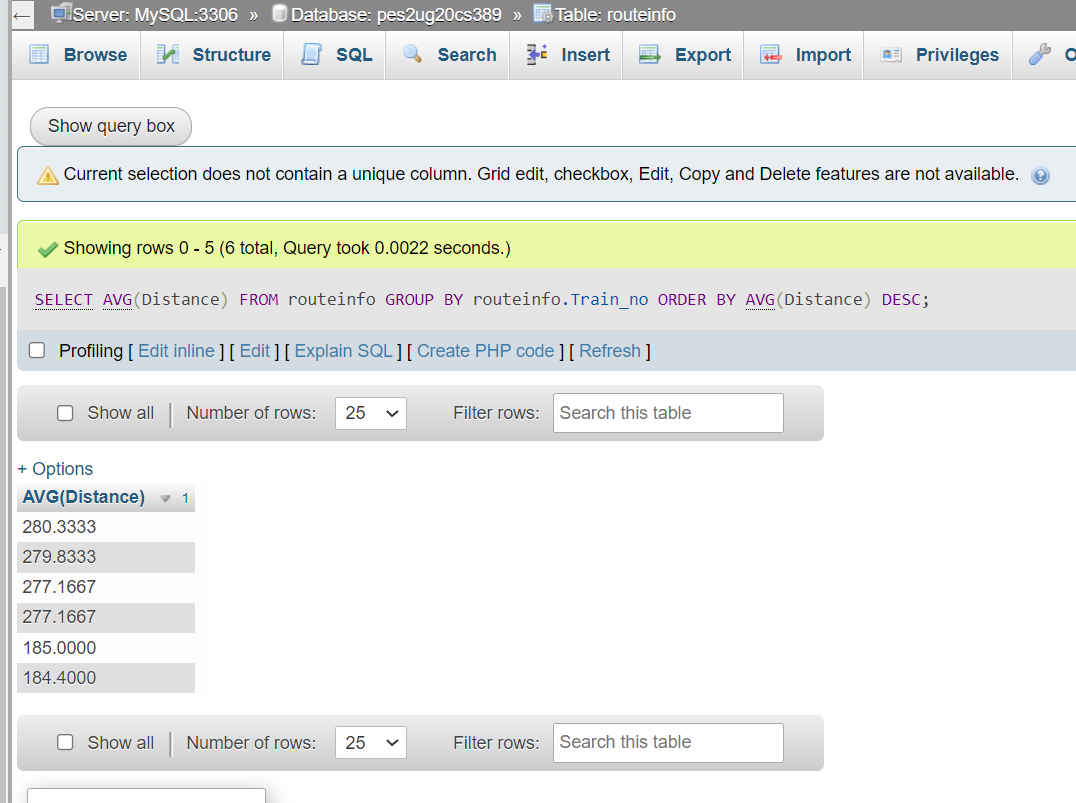 Server: MySQL:3306 » Database: pes2ug20cs389 » Table: routeinfo
Browse Structure SQL Search Insert Export Import Privileges O
Show query box
Current selection does not contain a unique column. Grid edit, checkbox, Edit, Copy and Delete features are not available.
Showing rows 0 - 5 (6 total, Query took 0.0022 seconds.)
SELECT AVG(Distance) FROM routeinfo GROUP BY routeinfo.Train_no ORDER BY AVG(Distance) DESC;
Profiling [ Edit inline ] [ Edit ] [ Explain SQL ] [ Create PHP code ] [ Refresh ]
Show all | Number of rows: 25 Filter rows: Search this table
+ Options
AVG(Distance) 1
280.3333
279.8333
277.1667
277.1667
185.0000
184.4000
Show all | Number of rows: 25 Filter rows: Search this table